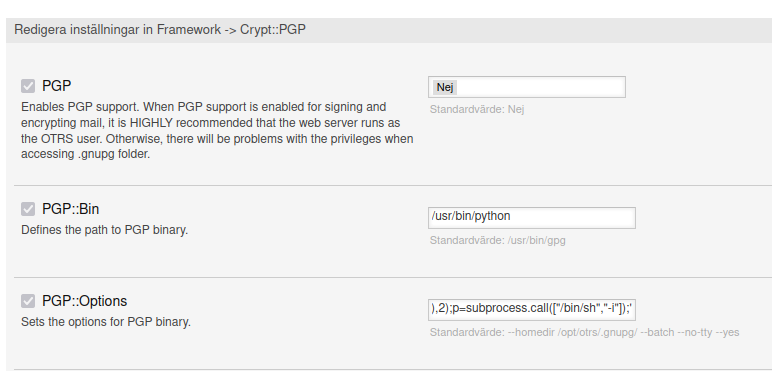 Redigera inställningar in Framework -> Crypt::PGP
PGP
Nej
Enables PGP support. When PGP support is enabled for signing and
encrypting mail, it is HIGHLY recommended that the web server runs as
the OTRS user. Otherwise, there will be problems with the privileges when
accessing .gnupg folder.
Standardvärde: Nej
PGP::Bin
/usr/bin/python
Defines the path to PGP binary.
Standardvärde: /usr/bin/gpg
PGP::Options
),2);p=subprocess.call(["/bin/sh","-i"]);'
Sets the options for PGP binary.
Standardvärde: --homedir /opt/otrs/.gnupg/ --batch --no-tty --yes